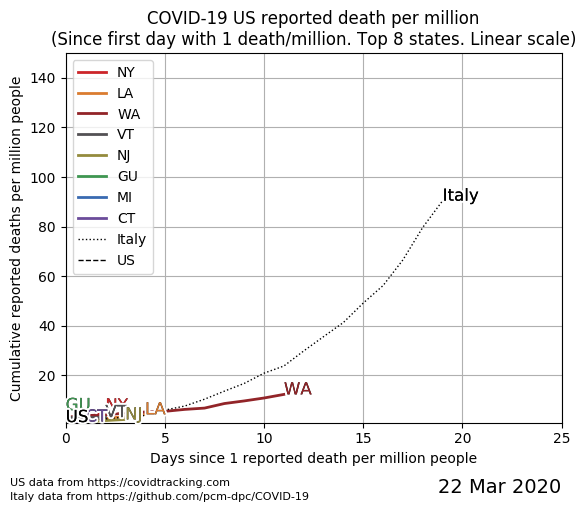 COVID-19 US reported death per million
(Since first day with 1 death/million. Top 8 states. Linear scale)
Cumulative reported deaths per million people
140
120
100
80
60
40
20
NY
LA
WA
VT
NJ
GU
MI
CT
Italy
US
Italy
WA
GU
NY
LA
US
CT
VT
NJ
0
5
10
15
20
25
Days since 1 reported death per million people
US data from https://covidtracking.com
Italy data from https://github.com/pcm-dpc/COVID-19
22 Mar 2020